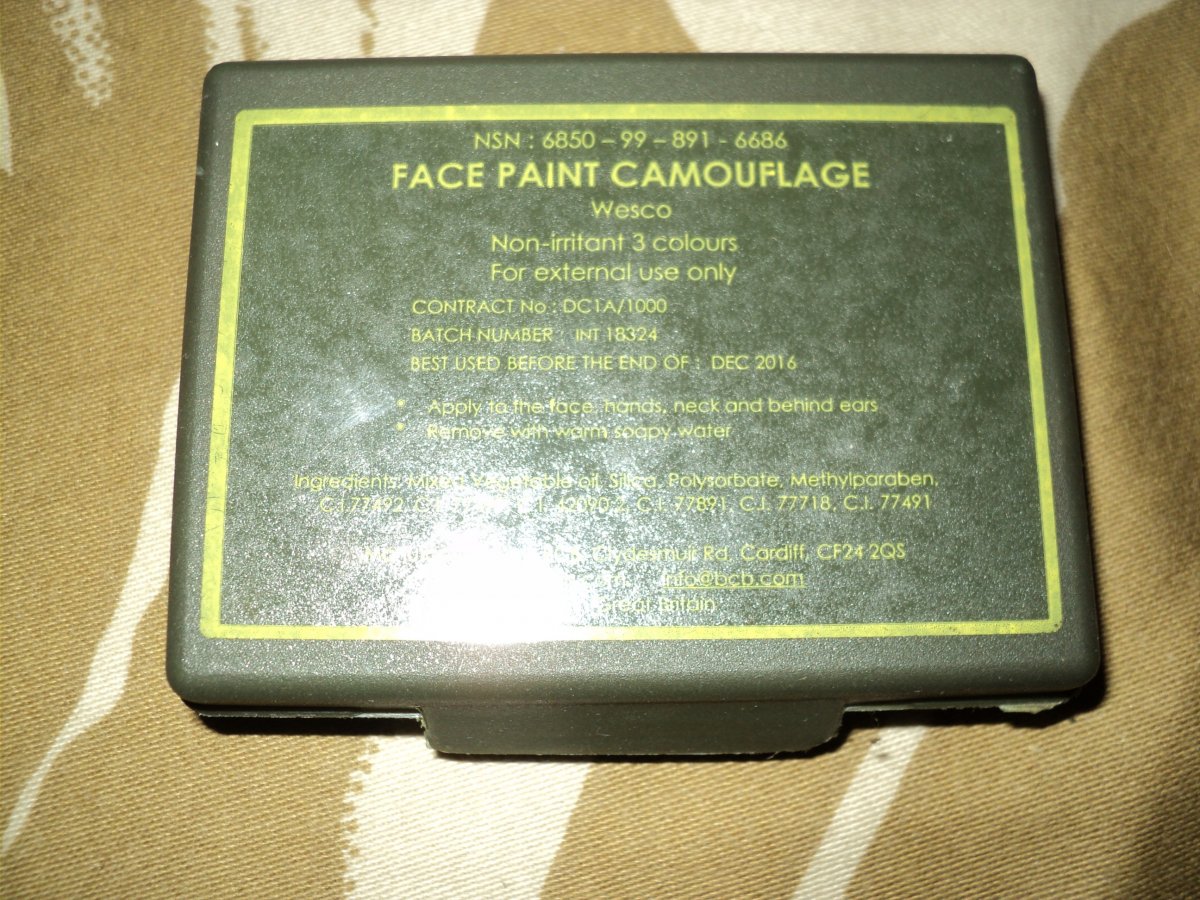 NSN : 6850 – 99 – 891 - 6686
FACE PAINT CAMOUFLAGE
Wesco
Non-irritant 3 colours
For external use only
CONTRACT No : DC1A/1000
BATCH NUMBER : INT 18324
BEST USED BEFORE THE END OF : DEC 2016
* Apply to the face, hands, neck and behind ears
* Remove with warm soapy water
Ingredients: Mixed Vegetable oil, Silica, Polysorbate, Methylparaben,
C.I.77492, C.I. 77891, C.I. 77718, C.I. 77491
Clydesmuir Rd, Cardiff, CF24 2QS
info@bcb.com
Great Britain